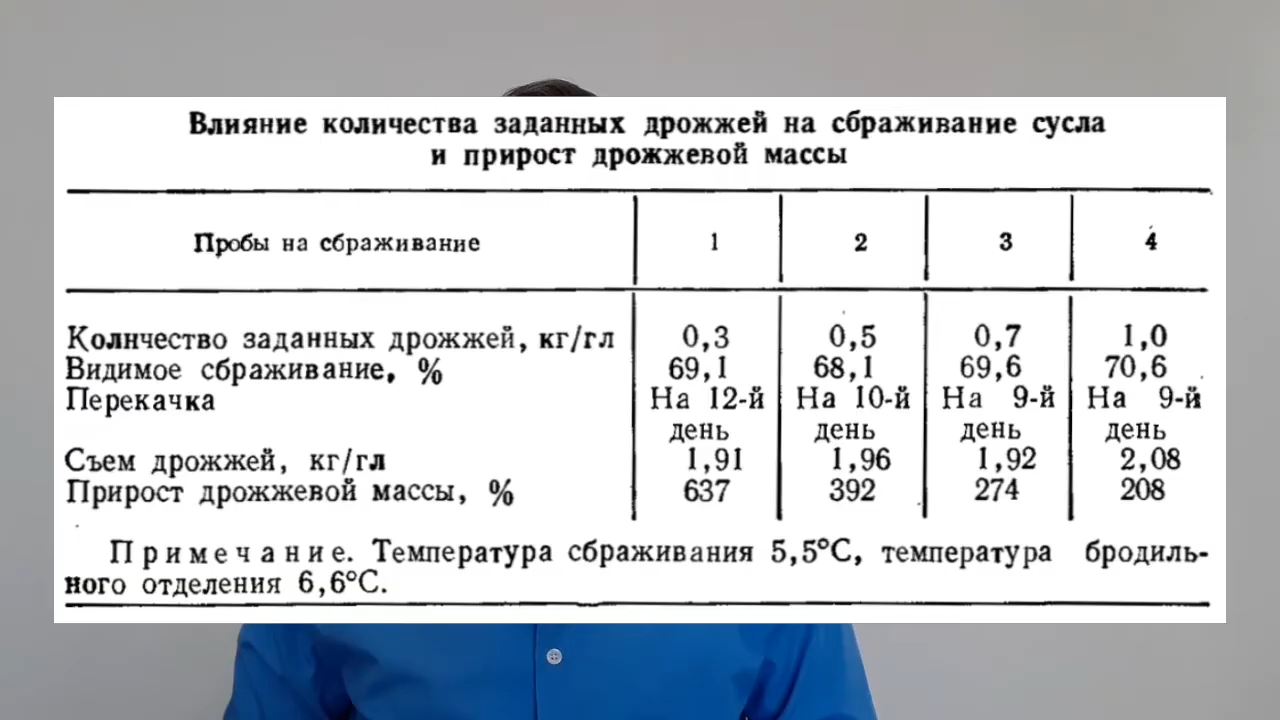 Влияние количества заданных дрожжей на сбраживание сусла
и прирост дрожжевой массы
Пробы на сбраживание 1 2 3 4
Количество заданных дрожжей, кг/гл 0,3 0,5 0,7 1,0
Видимое сбраживание, % 69,1 68,1 69,6 70,6
Перекачка На 12-й На 10-й На 9-й На 9-й
день день день день
Съем дрожжей, кг/гл 1,91 1,96 1,92 2,08
Прирост дрожжевой массы, % 637 392 274 208
Примечание. Температура сбраживания 5,5°С, температура бродиль-
ного отделения 6,6°С.